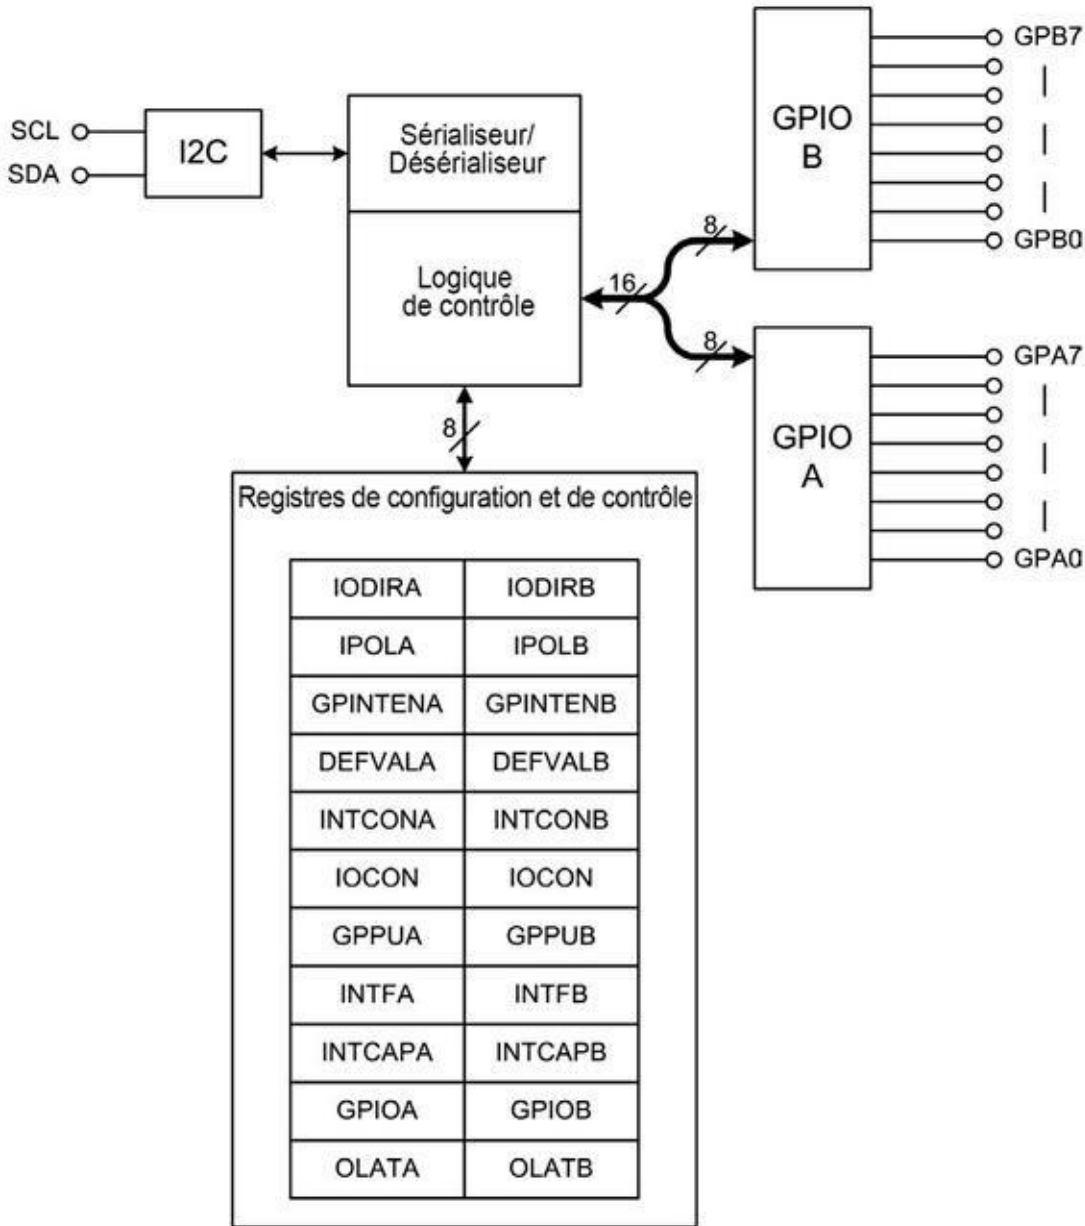 SCL
SDA
I2C
Sérialiseur/
Désérialiseur
Logique
de contrôle
16
8
8
8
GPIO
B
GPB7
GPB0
GPIO
A
GPA7
GPA0
Registres de configuration et de contrôle
IODIRA IODIRB
IPOLA IPOLB
GPINTENA GPINTENB
DEFVALA DEFVALB
INTCONA INTCONB
IOCON IOCON
GPPUA GPPUB
INTFA INTFB
INTCAPA INTCAPB
GPIOA GPIOB
OLATA OLATB